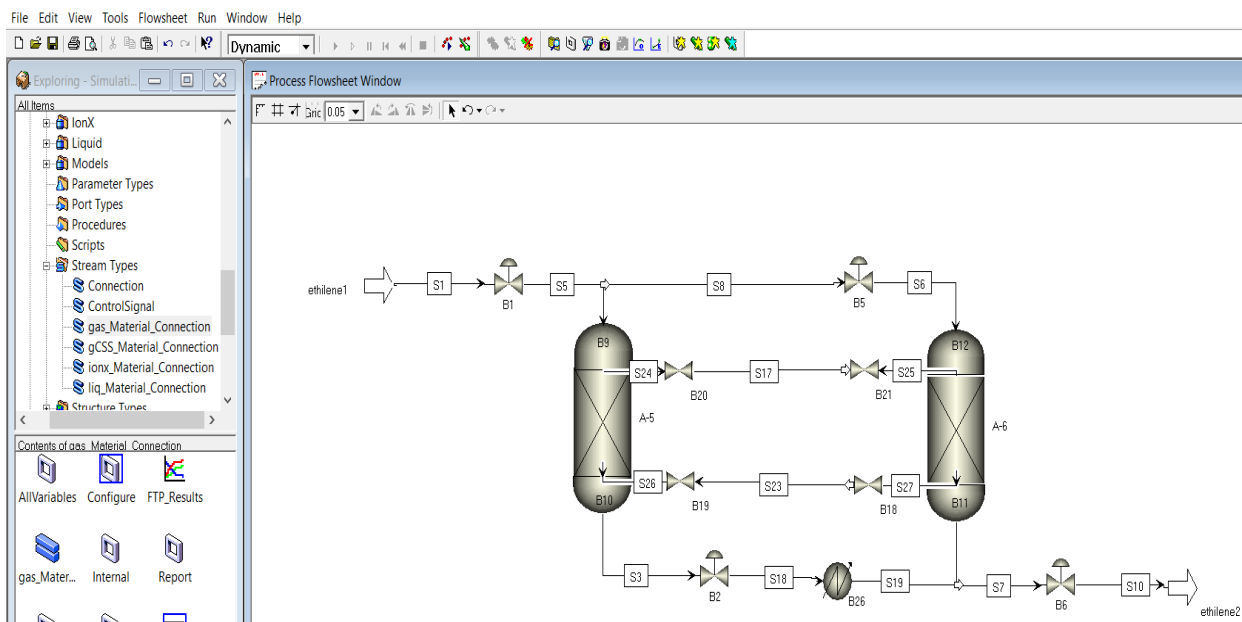 File Edit View Tools Flowsheet Run Window Help
Dynamic
Exploring - Simulati...
Process Flowsheet Window
All Items
Gric 0.05
IonX
Liquid
Models
Parameter Types
Port Types
Procedures
Scripts
Stream Types
Connection
ControlSignal
gas_Material_Connection
gCSS_Material_Connection
ionx_Material_Connection
liq_Material_Connection
Structure Types
Contents of gas_Material_Connection
AllVariables Configure FTP_Results
gas_Mater... Internal Report
ethilene1 S1 B1 S5 S8 B5 S6
B9 B12
S24 B20 S17 B21 S25
A-5 A-6
S26 B19 S23 B18 S27
B10 B11
S3 B2 S18 B26 S19 S7 B6 S10 ethilene2